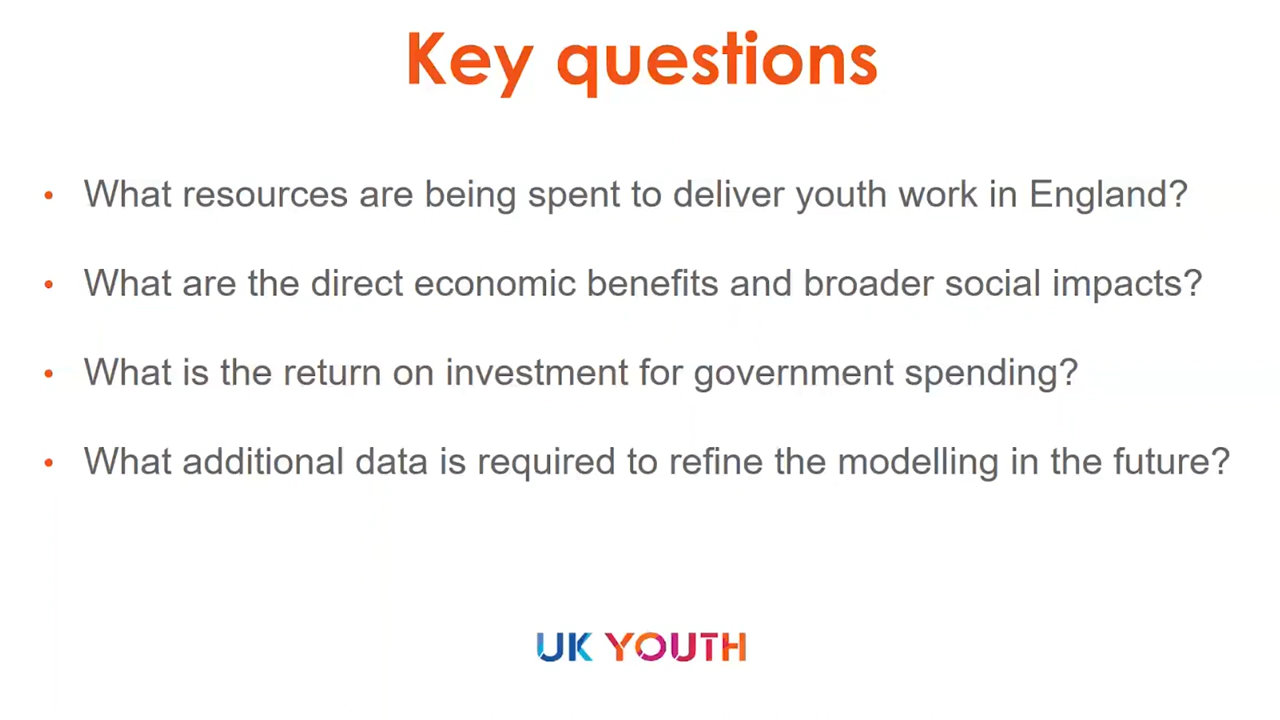 Key questions
• What resources are being spent to deliver youth work in England?
• What are the direct economic benefits and broader social impacts?
• What is the return on investment for government spending?
• What additional data is required to refine the modelling in the future?
UK YOUTH